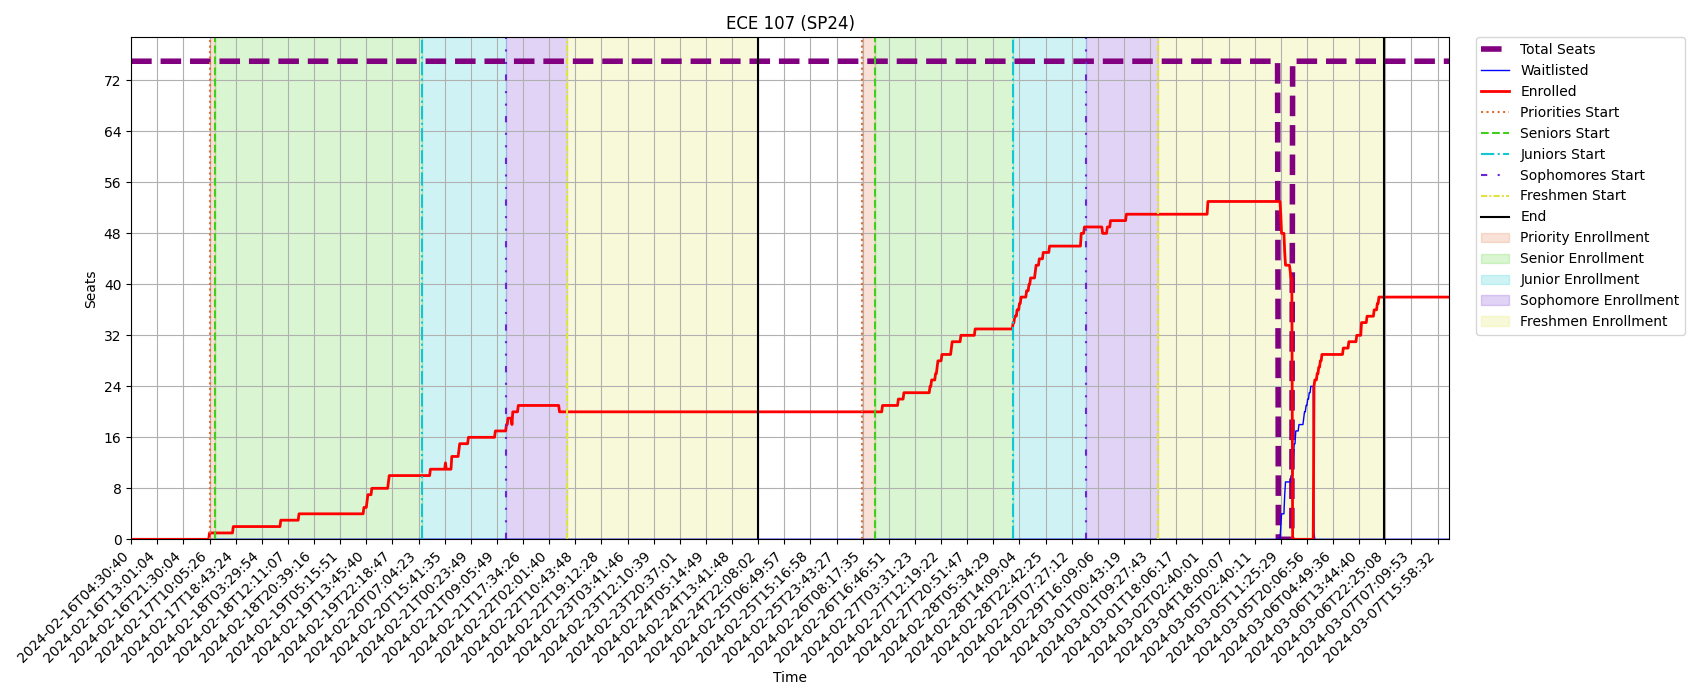 ECE 107 (SP24)
Total Seats
Waitlisted
Enrolled
Priorities Start
Seniors Start
Juniors Start
Sophomores Start
Freshmen Start
End
Priority Enrollment
Senior Enrollment
Junior Enrollment
Sophomore Enrollment
Freshmen Enrollment
Seats
72
64
56
48
40
32
24
16
8
0
2024-02-16T04:30:40
2024-02-16T13:01:04
2024-02-16T21:30:04
2024-02-17T10:05:26
2024-02-17T18:43:24
2024-02-18T03:29:54
2024-02-18T12:11:07
2024-02-18T20:39:16
2024-02-19T05:15:51
2024-02-19T13:45:40
2024-02-19T22:18:47
2024-02-20T07:04:23
2024-02-20T15:41:35
2024-02-21T00:23:49
2024-02-21T09:05:49
2024-02-21T17:34:26
2024-02-22T02:01:40
2024-02-22T10:43:48
2024-02-22T19:12:28
2024-02-23T03:41:46
2024-02-23T12:10:39
2024-02-23T20:37:01
2024-02-24T05:14:49
2024-02-24T13:41:48
2024-02-24T22:08:02
2024-02-25T06:49:57
2024-02-25T15:16:58
2024-02-25T23:43:27
2024-02-26T08:17:35
2024-02-26T16:46:51
2024-02-27T03:31:23
2024-02-27T12:19:22
2024-02-27T20:51:47
2024-02-28T05:34:29
2024-02-28T14:09:04
2024-02-28T22:42:25
2024-02-29T07:27:12
2024-02-29T16:09:06
2024-03-01T00:43:19
2024-03-01T09:27:43
2024-03-01T18:06:17
2024-03-02T02:40:01
2024-03-04T18:00:07
2024-03-05T02:40:11
2024-03-05T11:25:29
2024-03-05T20:06:56
2024-03-06T04:49:36
2024-03-06T13:44:40
2024-03-06T22:25:08
2024-03-07T07:09:53
2024-03-07T15:58:32
Time